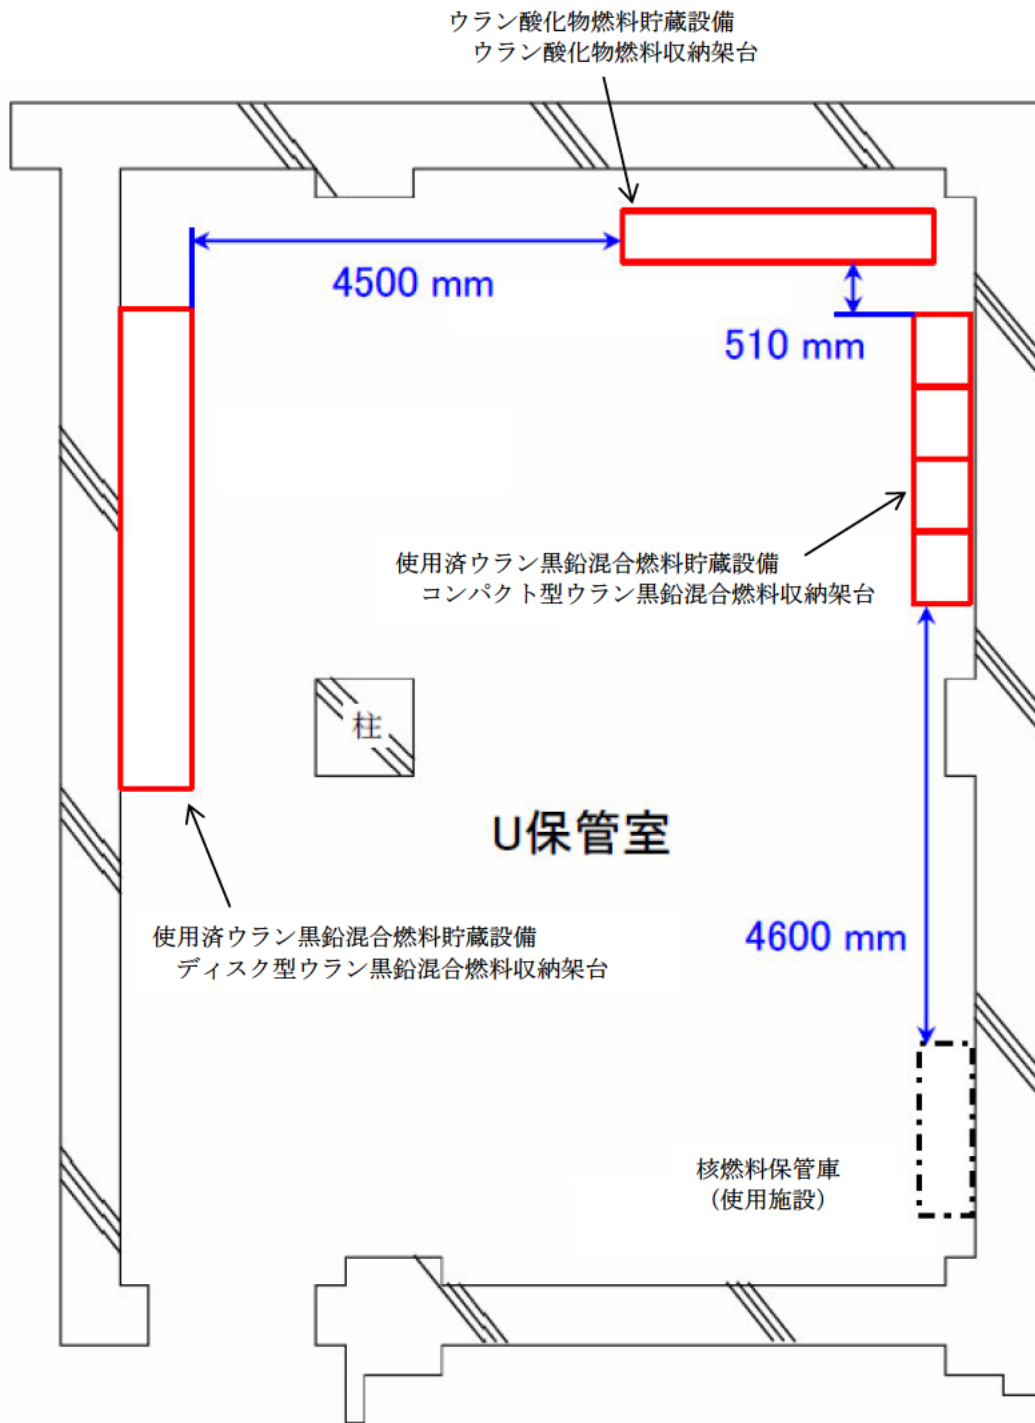 ウラン酸化物燃料貯蔵設備
ウラン酸化物燃料収納架台
4500 mm
510 mm
使用済ウラン黒鉛混合燃料貯蔵設備
コンパクト型ウラン黒鉛混合燃料収納架台
柱
U保管室
使用済ウラン黒鉛混合燃料貯蔵設備
ディスク型ウラン黒鉛混合燃料収納架台
4600 mm
核燃料保管庫
（使用施設）